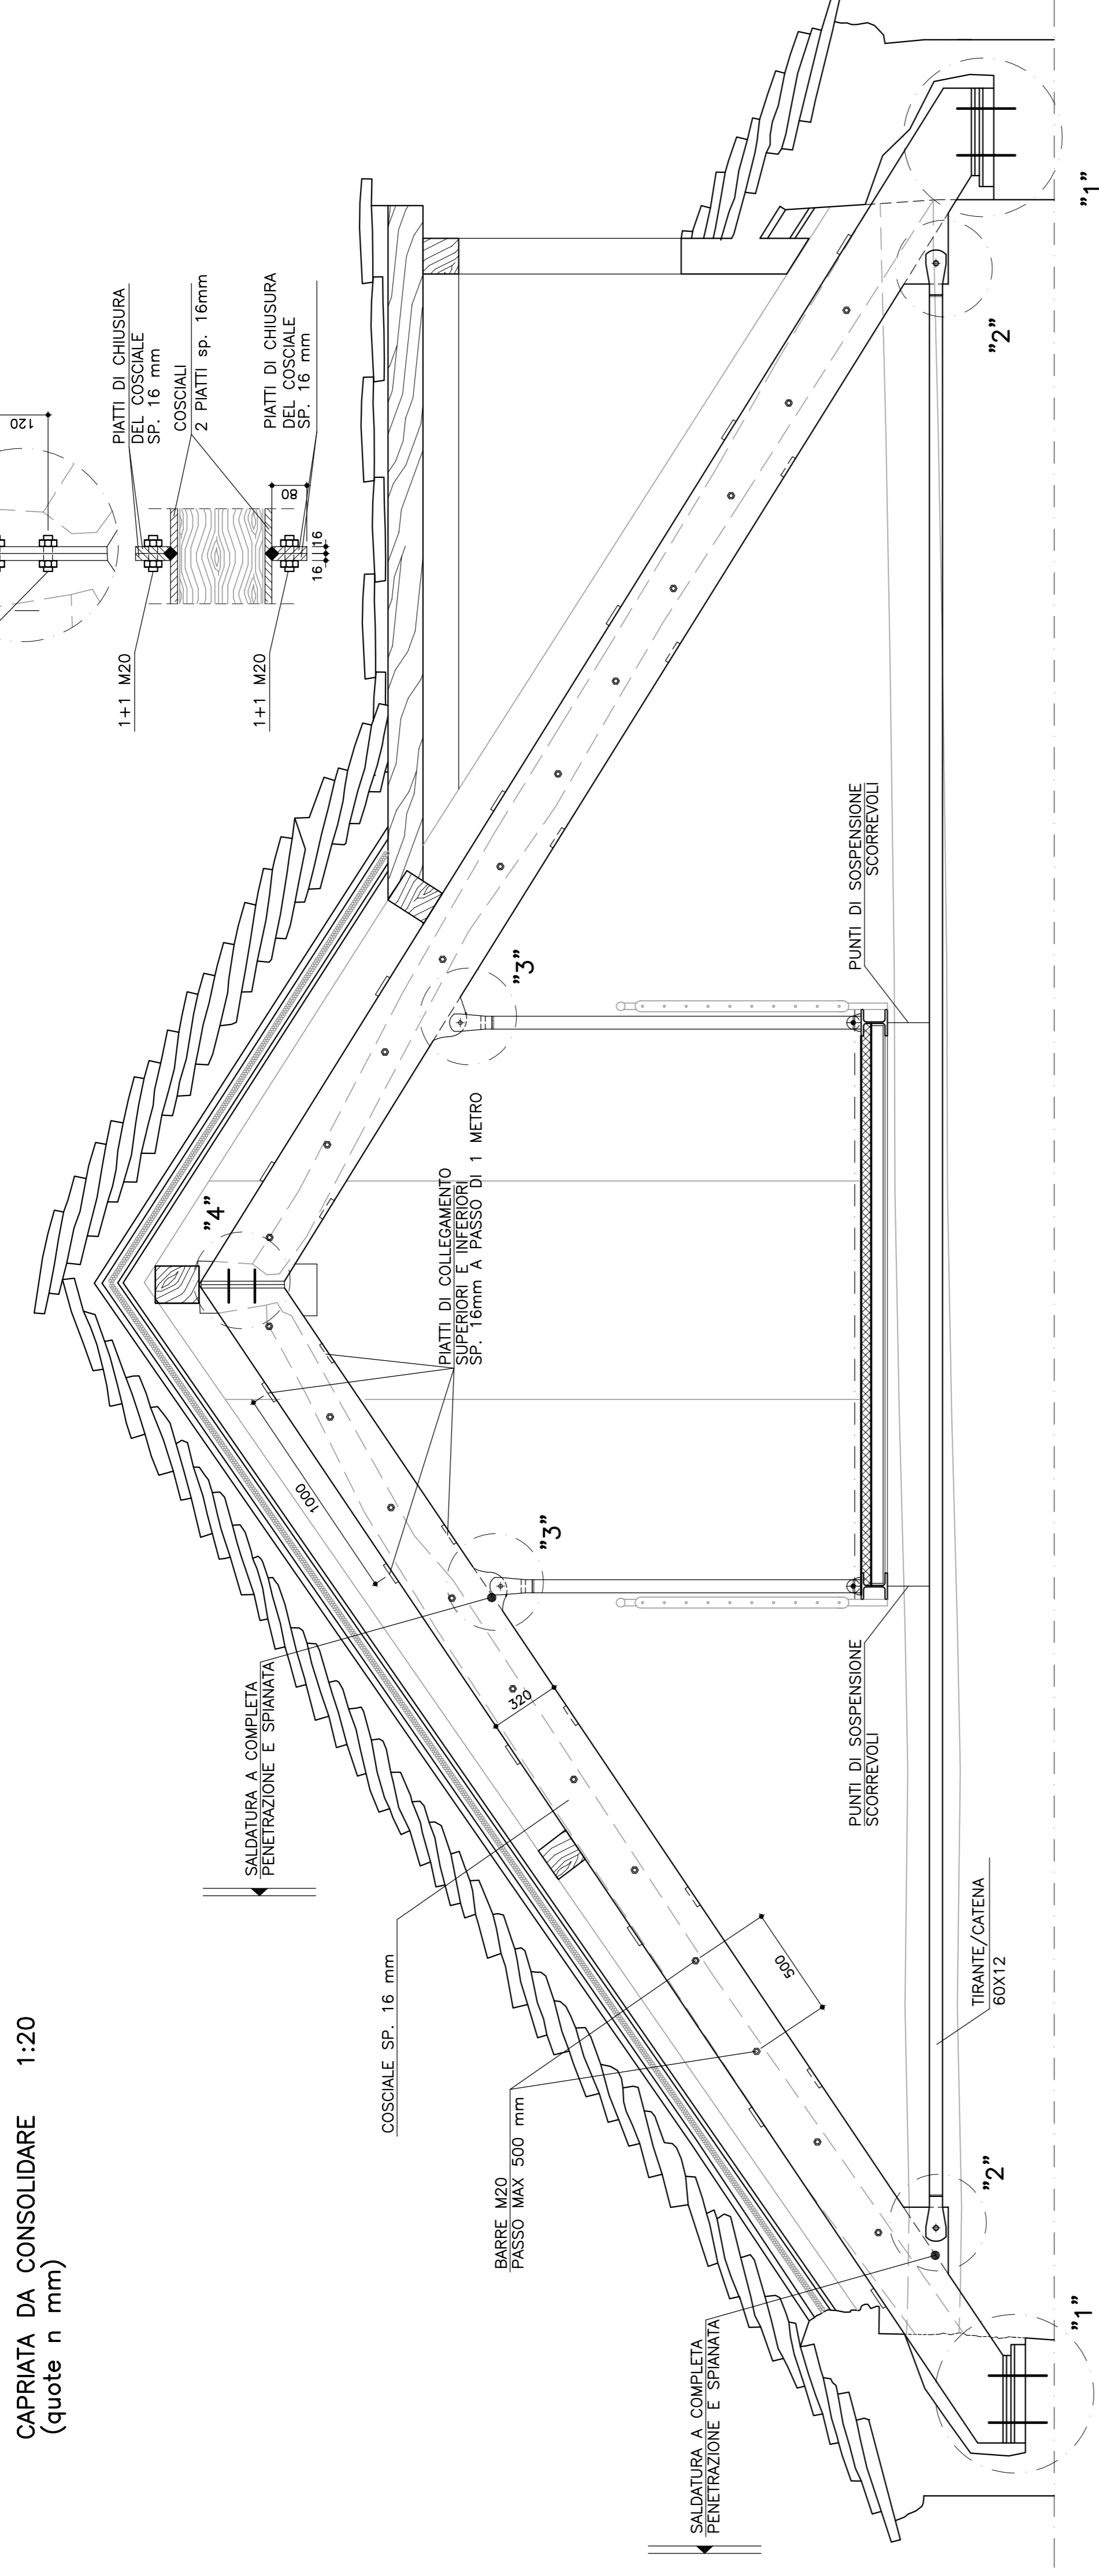 CAPRIATA DA CONSOLIDARE 1:20
(quote n mm)
120
PIATTI DI CHIUSURA
DEL COSCIALE
SP. 16 mm
COSCIALI
2 PIATTI sp. 16mm
PIATTI DI CHIUSURA
DEL COSCIALE
SP. 16 mm
80
16
16
1+1 M20
1+1 M20
"4"
SALDATURA A COMPLETA
PENETRAZIONE E SPIANATA
1000
PIATTI DI COLLEGAMENTO
SUPERIORI E INFERIORI
SP. 16mm A PASSO DI 1 METRO
COSCIALE SP. 16 mm
320
"3"
"3"
BARRE M20
PASSO MAX 500 mm
500
PUNTI DI SOSPENSIONE
SCORREVOLI
PUNTI DI SOSPENSIONE
SCORREVOLI
SALDATURA A COMPLETA
PENETRAZIONE E SPIANATA
TIRANTE/CATENA
60X12
"2"
"2"
"1"
"1"